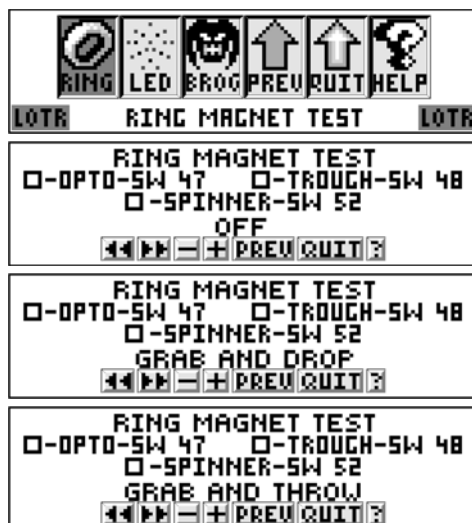 RING LED BROG PREV QUIT HELP
LOTR RING MAGNET TEST LOTR
RING MAGNET TEST
-OPTO-SW 47 -TROUGH-SW 48
-SPINNER-SW 52
OFF
- + PREV QUIT ?
RING MAGNET TEST
-OPTO-SW 47 -TROUGH-SW 48
-SPINNER-SW 52
GRAB AND DROP
- + PREV QUIT ?
RING MAGNET TEST
-OPTO-SW 47 -TROUGH-SW 48
-SPINNER-SW 52
GRAB AND THROW
- + PREV QUIT ?